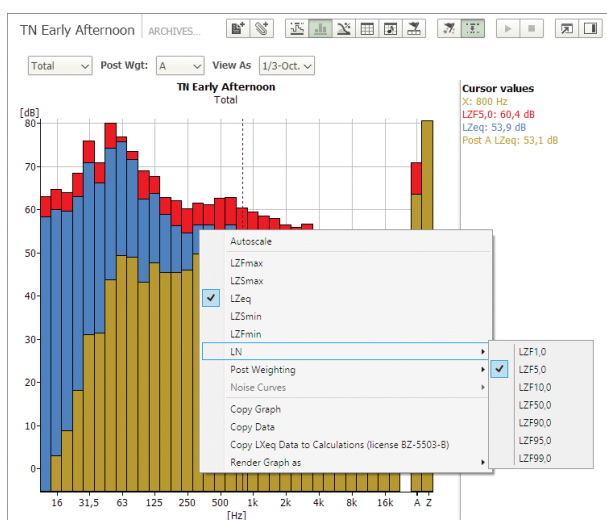 TN Early Afternoon ARCHIVES...
Total Post Wgt: A View As 1/3-Oct.
TN Early Afternoon
Total
[dB]
80
70
60
50
40
30
20
10
0
16 31,5 63 125 250 500 1k 2k 4k 8k 16k A Z
[Hz]
Cursor values
X: 800 Hz
LZF5,0: 60,4 dB
LZeq: 53,9 dB
Post A LZeq: 53,1 dB
Autoscale
LZFmax
LZSmax
LZeq
LZSmin
LZFmin
LN
Post Weighting
Noise Curves
Copy Graph
Copy Data
Copy LXeq Data to Calculations (license BZ-5503-B)
Render Graph as
LZF1,0
LZF5,0
LZF10,0
LZF50,0
LZF90,0
LZF95,0
LZF99,0